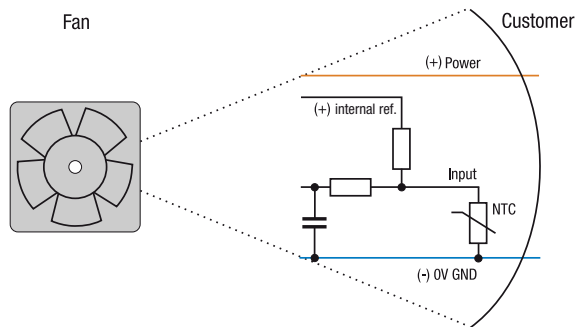 Fan
Customer
(+) Power
(+) internal ref.
Input
NTC
(-) 0V GND